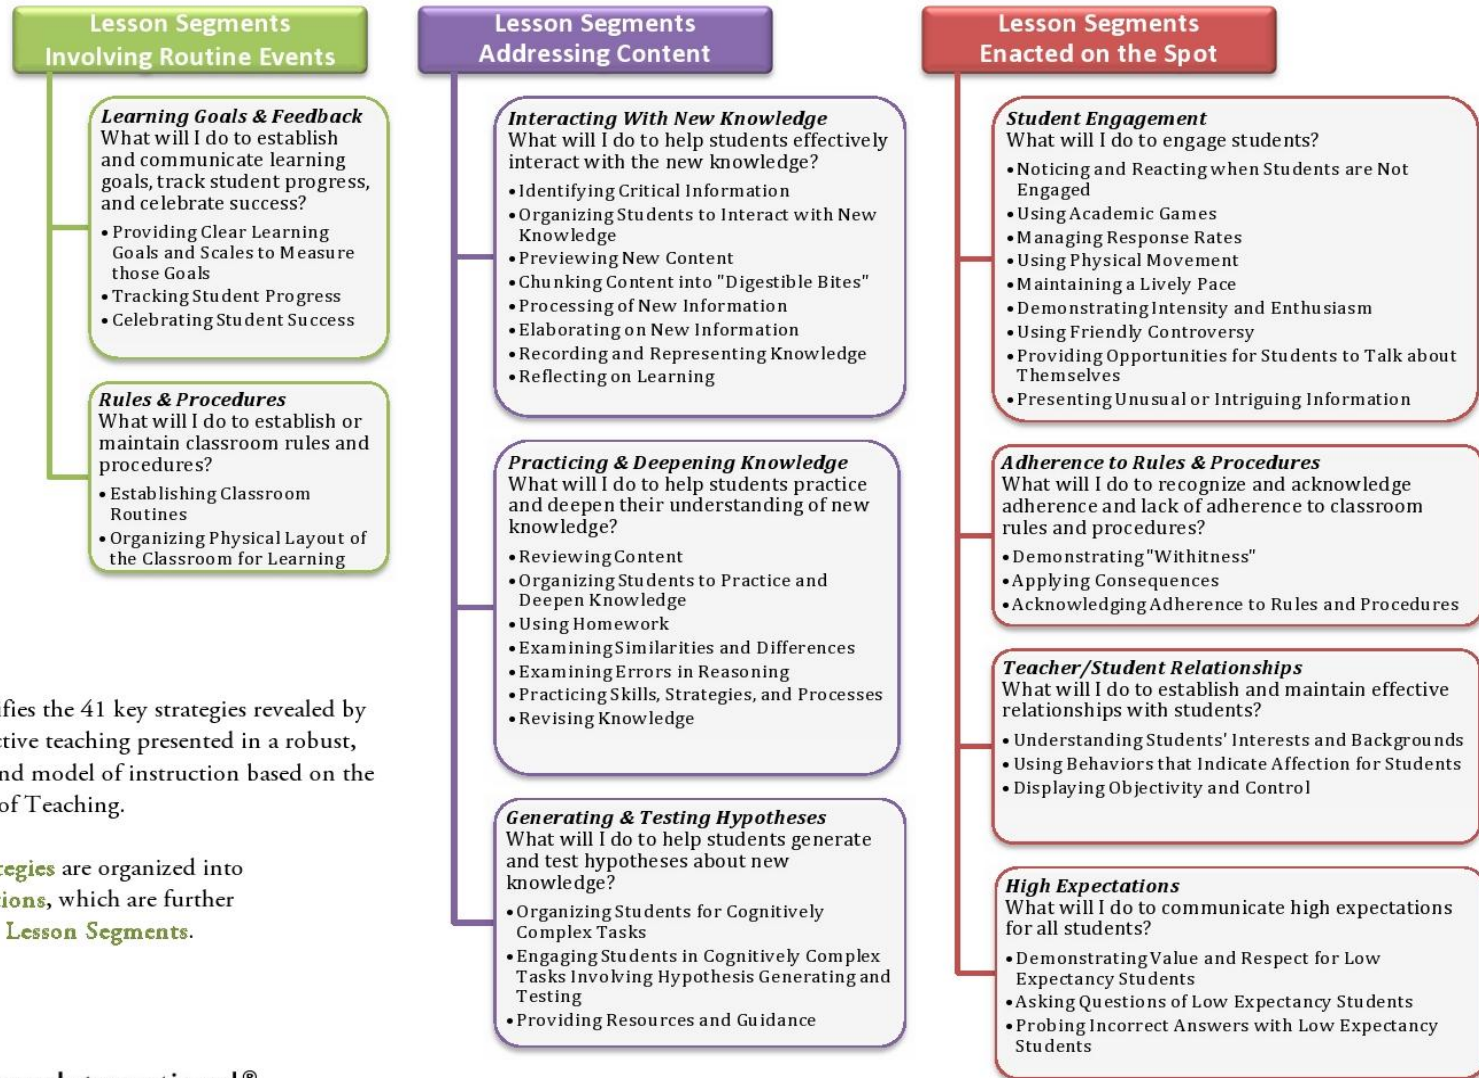 Lesson Segments
Involving Routine Events
Learning Goals & Feedback
What will I do to establish
and communicate learning
goals, track student progress,
and celebrate success?
• Providing Clear Learning
Goals and Scales to Measure
those Goals
• Tracking Student Progress
• Celebrating Student Success
Rules & Procedures
What will I do to establish or
maintain classroom rules and
procedures?
• Establishing Classroom
Routines
• Organizing Physical Layout of
the Classroom for Learning
the 41 key strategies revealed by
teaching presented in a robust,
model of instruction based on the
of Teaching.
are organized into
which are further
Lesson Segments.
Lesson Segments
Addressing Content
Interacting With New Knowledge
What will I do to help students effectively
interact with the new knowledge?
• Identifying Critical Information
• Organizing Students to Interact with New
Knowledge
• Previewing New Content
• Chunking Content into "Digestible Bites"
• Processing of New Information
• Elaborating on New Information
• Recording and Representing Knowledge
• Reflecting on Learning
Practicing & Deepening Knowledge
What will I do to help students practice
and deepen their understanding of new
knowledge?
• Reviewing Content
• Organizing Students to Practice and
Deepen Knowledge
• Using Homework
• Examining Similarities and Differences
• Examining Errors in Reasoning
• Practicing Skills, Strategies, and Processes
• Revising Knowledge
Generating & Testing Hypotheses
What will I do to help students generate
and test hypotheses about new
knowledge?
• Organizing Students for Cognitively
Complex Tasks
• Engaging Students in Cognitively Complex
Tasks Involving Hypothesis Generating and
Testing
• Providing Resources and Guidance
Lesson Segments
Enacted on the Spot
Student Engagement
What will I do to engage students?
• Noticing and Reacting when Students are Not
Engaged
• Using Academic Games
• Managing Response Rates
• Using Physical Movement
• Maintaining a Lively Pace
• Demonstrating Intensity and Enthusiasm
• Using Friendly Controversy
• Providing Opportunities for Students to Talk about
Themselves
• Presenting Unusual or Intriguing Information
Adherence to Rules & Procedures
What will I do to recognize and acknowledge
adherence and lack of adherence to classroom
rules and procedures?
• Demonstrating "Withitness"
• Applying Consequences
• Acknowledging Adherence to Rules and Procedures
Teacher/Student Relationships
What will I do to establish and maintain effective
relationships with students?
• Understanding Students' Interests and Backgrounds
• Using Behaviors that Indicate Affection for Students
• Displaying Objectivity and Control
High Expectations
What will I do to communicate high expectations
for all students?
• Demonstrating Value and Respect for Low
Expectancy Students
• Asking Questions of Low Expectancy Students
• Probing Incorrect Answers with Low Expectancy
Students